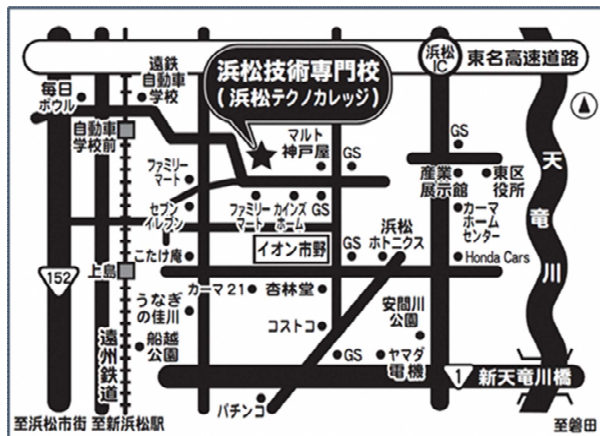 浜松IC
東名高速道路
浜松技術専門校
(浜松テクノカレッジ)
遠鉄
自動車
学校
毎日
ボウル
自動車
学校前
マルト
神戸屋
GS
GS
ファミリー
マート
産業
展示館
東区
役所
天竜川
セブン
イレブン
ファミリー
マート
カインズ
ホーム
GS
浜松
ホトニクス
カーマ
ホーム
センター
こたけ庵
イオン市野
GS
Honda Cars
152
上島
カーマ21
杏林堂
うなぎ
の佳川
コストコ
安間川
公園
遠州鉄道
船越
公園
GS
ヤマダ
電機
1
新天竜川橋
パチンコ
至浜松市街
至新浜松駅
至磐田